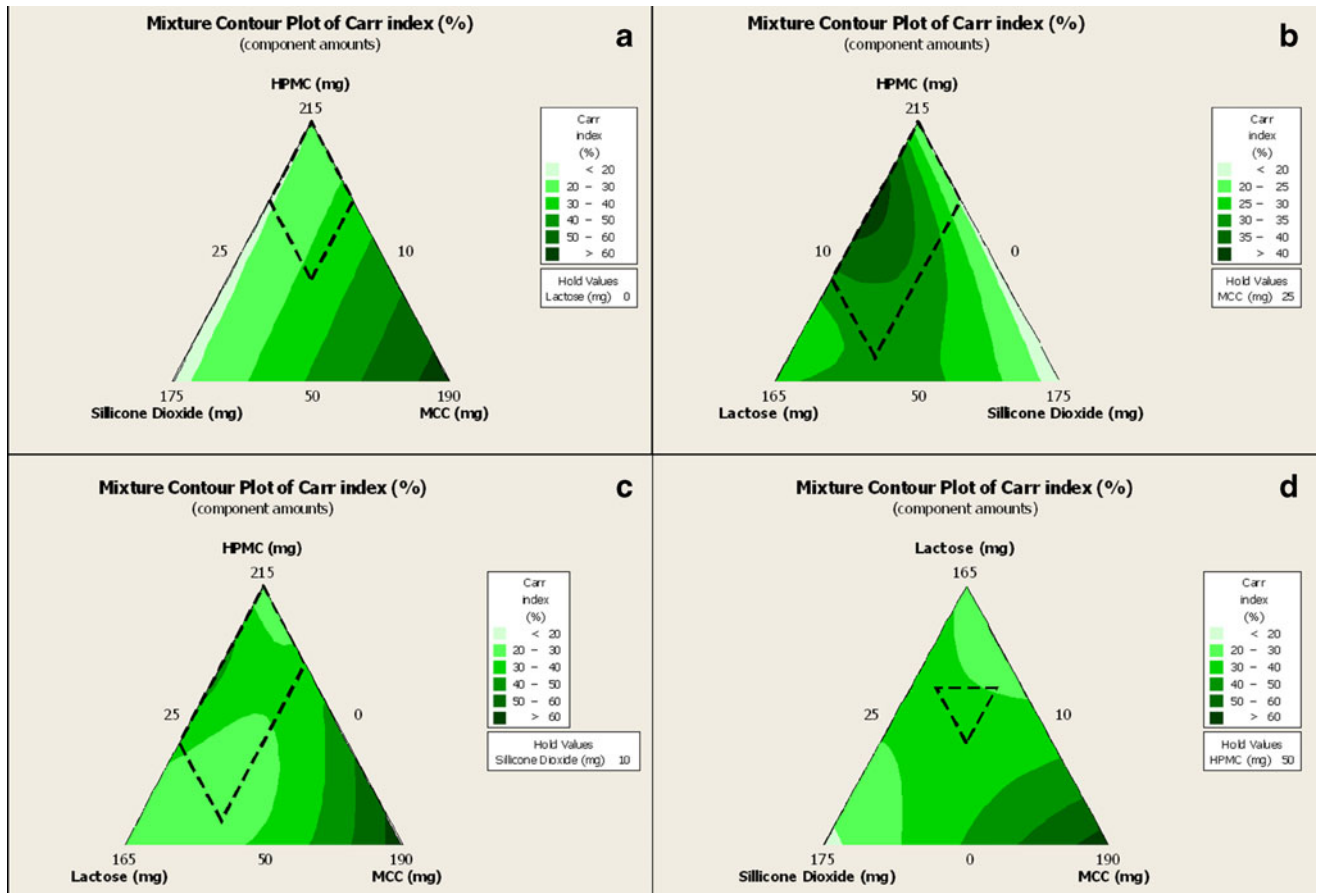 Mixture Contour Plot of Carr index (%)
a
(component amounts)
HPMC (mg)
215
Carr
index
(%)
< 20
20 – 30
30 – 40
40 – 50
50 – 60
> 60
25
10
Hold Values
Lactose (mg) 0
175
50
190
Sillicone Dioxide (mg)
MCC (mg)
Mixture Contour Plot of Carr index (%)
b
(component amounts)
HPMC (mg)
215
Carr
index
(%)
< 20
20 – 25
25 – 30
30 – 35
35 – 40
> 40
10
0
Hold Values
MCC (mg) 25
165
50
175
Lactose (mg)
Sillicone Dioxide (mg)
Mixture Contour Plot of Carr index (%)
c
(component amounts)
HPMC (mg)
215
Carr
index
(%)
< 20
20 – 30
30 – 40
40 – 50
50 – 60
> 60
25
0
Hold Values
Sillicone Dioxide (mg) 10
165
50
190
Lactose (mg)
MCC (mg)
Mixture Contour Plot of Carr index (%)
d
(component amounts)
Lactose (mg)
165
Carr
index
(%)
< 20
20 – 30
30 – 40
40 – 50
50 – 60
> 60
25
10
Hold Values
HPMC (mg) 50
175
0
190
Sillicone Dioxide (mg)
MCC (mg)